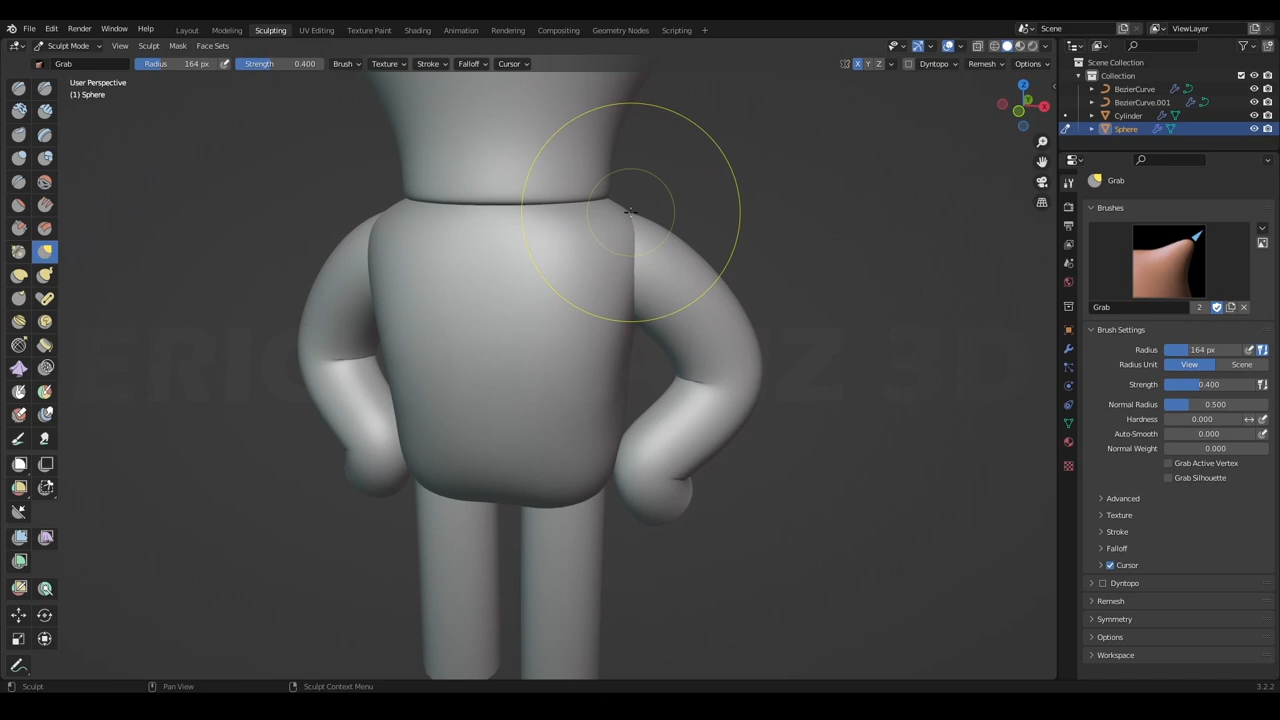 File Edit Render Window Help
Layout Modeling Sculpting UV Editing Texture Paint Shading Animation Rendering Compositing Geometry Nodes Scripting +
Scene ViewLayer
Sculpt Mode View Sculpt Mask Face Sets
Grab Radius 164 px Strength 0.400 Brush Texture Stroke Falloff Cursor X Y Z Dyntopo Remesh Options
User Perspective
(1) Sphere
Scene Collection
Collection
BezierCurve
BezierCurve.001
Cylinder
Sphere
Grab
Brushes
Grab 2
Brush Settings
Radius 164 px
Radius Unit View Scene
Strength 0.400
Normal Radius 0.500
Hardness 0.000
Auto-Smooth 0.000
Normal Weight 0.000
Grab Active Vertex
Grab Silhouette
Advanced
Texture
Stroke
Falloff
Cursor
Dyntopo
Remesh
Symmetry
Options
Workspace
Sculpt Pan View Sculpt Context Menu 3.2.2